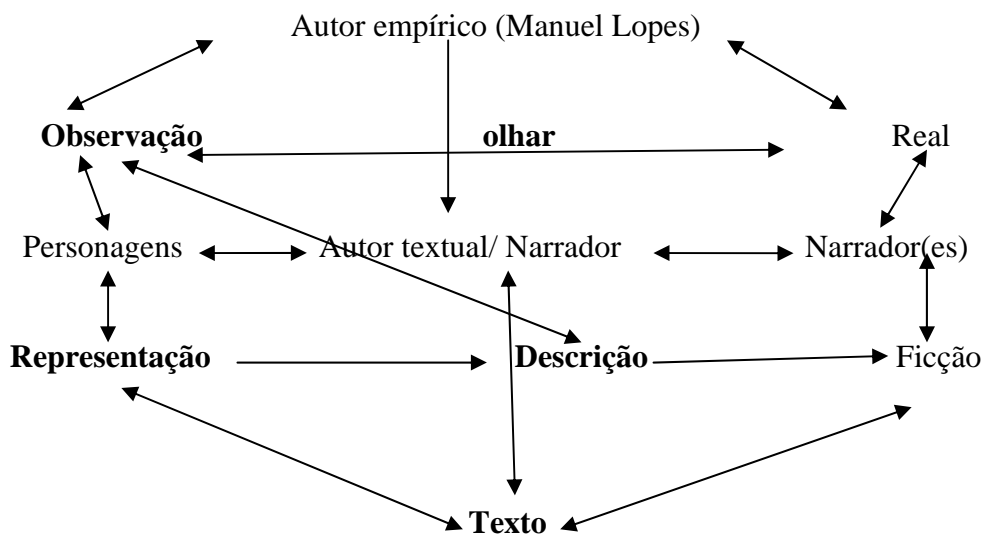 Autor empírico (Manuel Lopes)
Observação olhar Real
Personagens Autor textual/ Narrador Narrador(es)
Representação Descrição Ficção
Texto